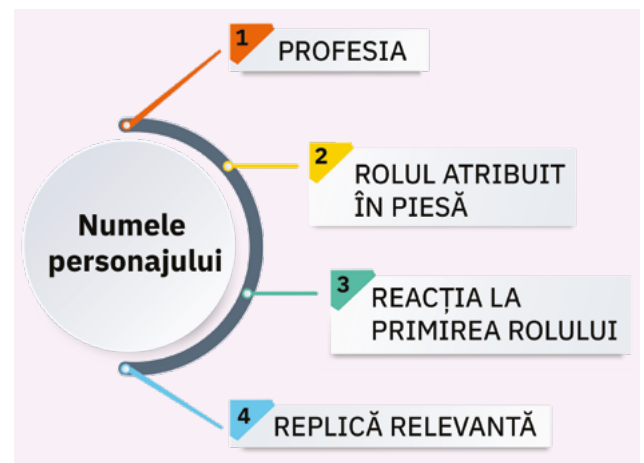 1
PROFESIA
2
ROLUL ATRIBUIT
ÎN PIESĂ
Numele
personajului
3
REACȚIA LA
PRIMIREA ROLULUI
4
REPLICĂ RELEVANTĂ